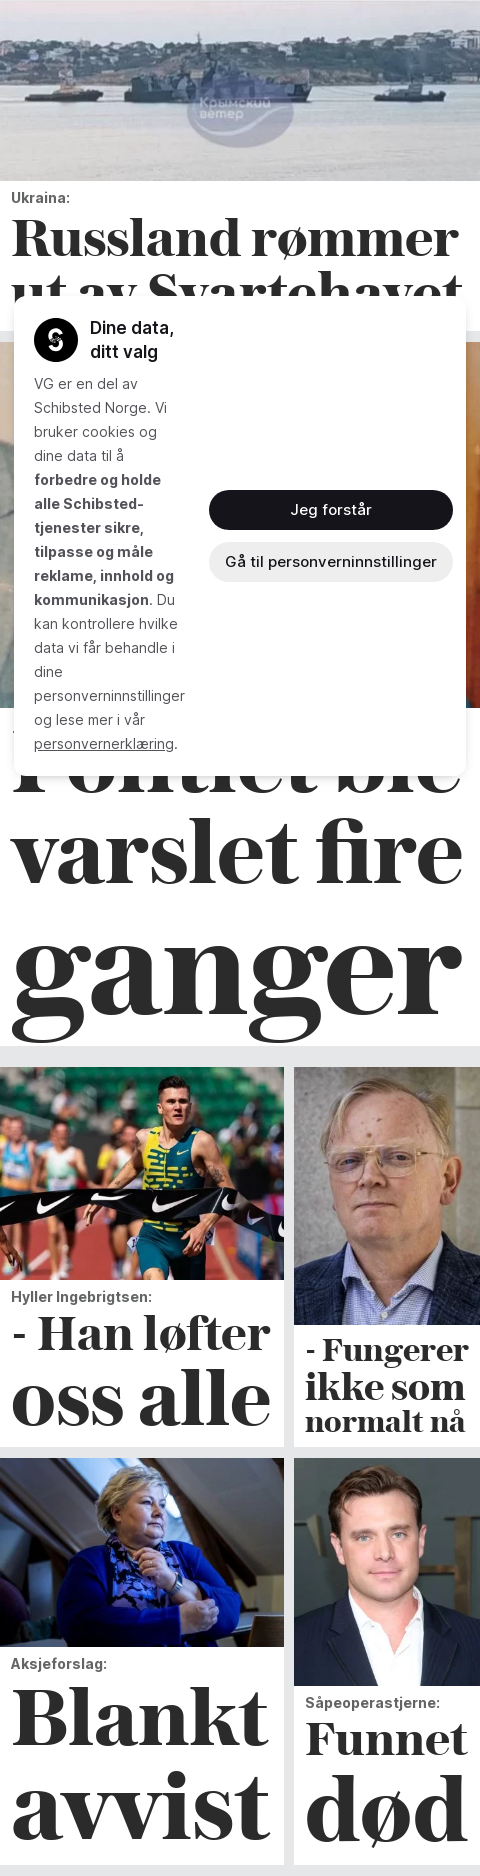 Крымский
ветер
Ukraina:
Russland rømmer
ut av Svartehavet
Dine data,
ditt valg
VG er en del av
Schibsted Norge. Vi
bruker cookies og
dine data til å
forbedre og holde
alle Schibsted-
tjenester sikre,
tilpasse og måle
reklame, innhold og
kommunikasjon. Du
kan kontrollere hvilke
data vi får behandle i
dine
personverninnstillinger
og lese mer i vår
personvernerklæring.
Jeg forstår
Gå til personverninnstillinger
Politiet ble
varslet fire
ganger
Hyller Ingebrigtsen:
- Han løfter
oss alle
- Fungerer
ikke som
normalt nå
Aksjeforslag:
Blankt
avvist
Såpeoperastjerne:
Funnet
død